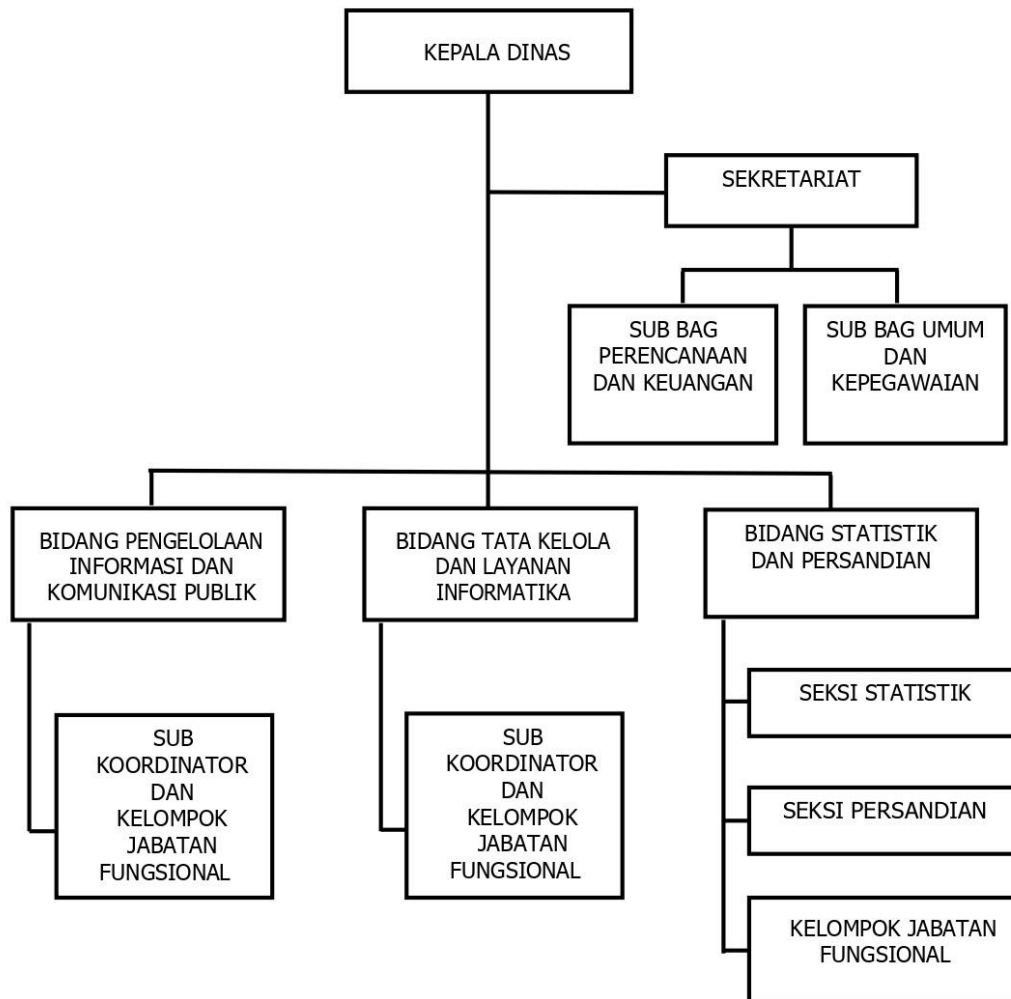 KEPALA DINAS
SEKRETARIAT
SUB BAG
PERENCANAAN
DAN KEUANGAN
SUB BAG UMUM
DAN
KEPEGAWAIAN
BIDANG PENGELOLAAN
INFORMASI DAN
KOMUNIKASI PUBLIK
BIDANG TATA KELOLA
DAN LAYANAN
INFORMATIKA
BIDANG STATISTIK
DAN PERSANDIAN
SUB
KOORDINATOR
DAN
KELOMPOK
JABATAN
FUNGSIONAL
SUB
KOORDINATOR
DAN
KELOMPOK
JABATAN
FUNGSIONAL
SEKSI STATISTIK
SEKSI PERSANDIAN
KELOMPOK JABATAN
FUNGSIONAL